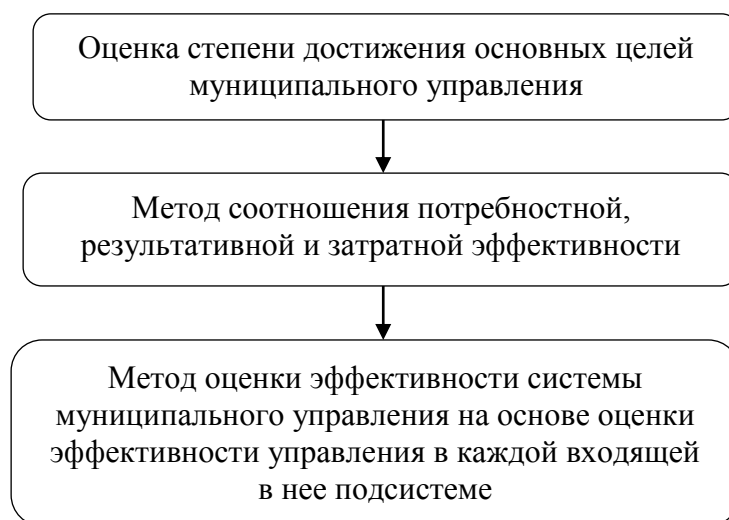 Оценка степени достижения основных целей
муниципального управления
Метод соотношения потребностной,
результативной и затратной эффективности
Метод оценки эффективности системы
муниципального управления на основе оценки
эффективности управления в каждой входящей
в нее подсистеме